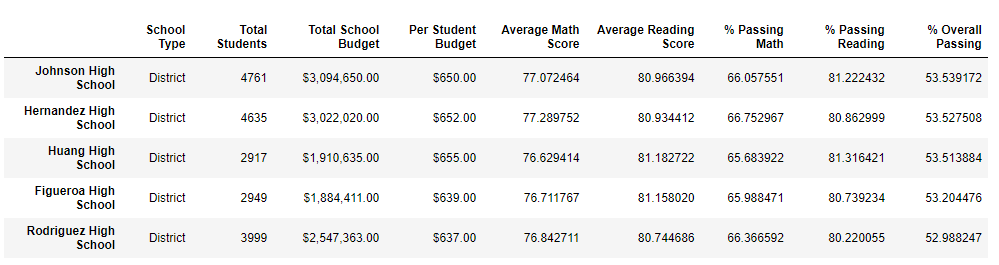 School Type Total Students Total School Budget Per Student Budget Average Math Score Average Reading Score % Passing Math % Passing Reading % Overall Passing
Johnson High School District 4761 $3,094,650.00 $650.00 77.072464 80.966394 66.057551 81.222432 53.539172
Hernandez High School District 4635 $3,022,020.00 $652.00 77.289752 80.934412 66.752967 80.862999 53.527508
Huang High School District 2917 $1,910,635.00 $655.00 76.629414 81.182722 65.683922 81.316421 53.513884
Figueroa High School District 2949 $1,884,411.00 $639.00 76.711767 81.158020 65.988471 80.739234 53.204476
Rodriguez High School District 3999 $2,547,363.00 $637.00 76.842711 80.744686 66.366592 80.220055 52.988247